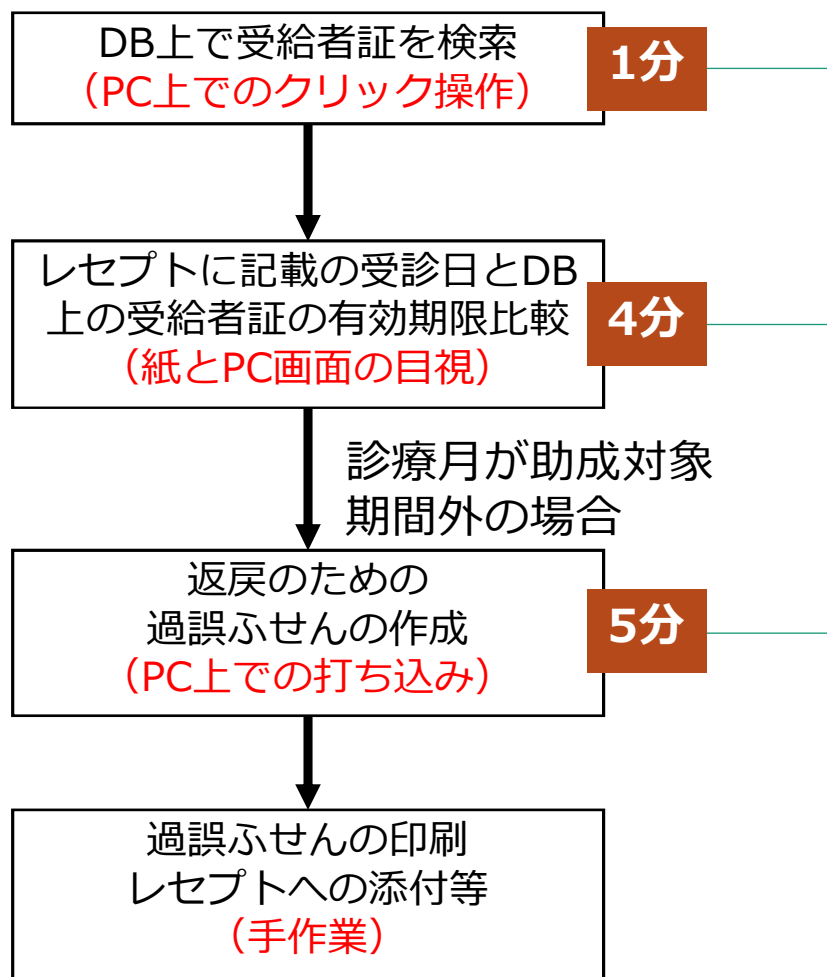 DB上で受給者証を検索
（PC上でのクリック操作）
1分
レセプトに記載の受診日とDB
上の受給者証の有効期限比較
（紙とPC画面の目視）
4分
診療月が助成対象
期間外の場合
返戻のための
過誤ふせんの作成
（PC上での打ち込み）
5分
過誤ふせんの印刷
レセプトへの添付等
（手作業）